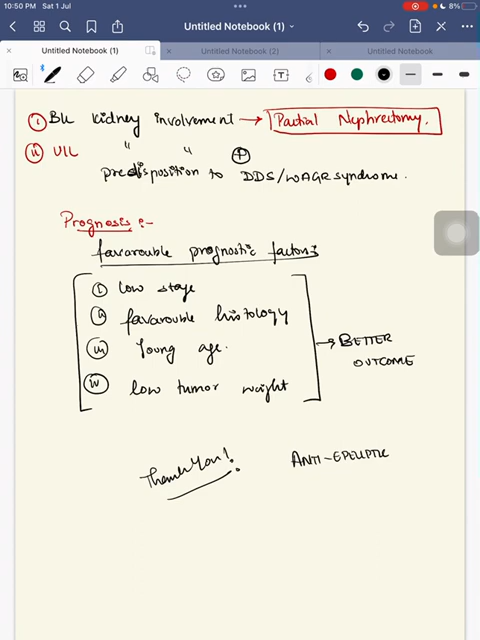 10:50 PM Sat 1 Jul
8%
Untitled Notebook (1)
Untitled Notebook (1) Untitled Notebook (2) Untitled Notebook
i B/L kidney involvement → Partial Nephrectomy.
ii U/L " " +
predisposition to DDS/WAGR syndrome.
Prognosis :-
favourable prognostic factors
i low stage
ii favourable histology
iii Young age.
iv low tumor weight
→ BETTER
OUTCOME
Thank You!
ANTI-EPELIPTIC